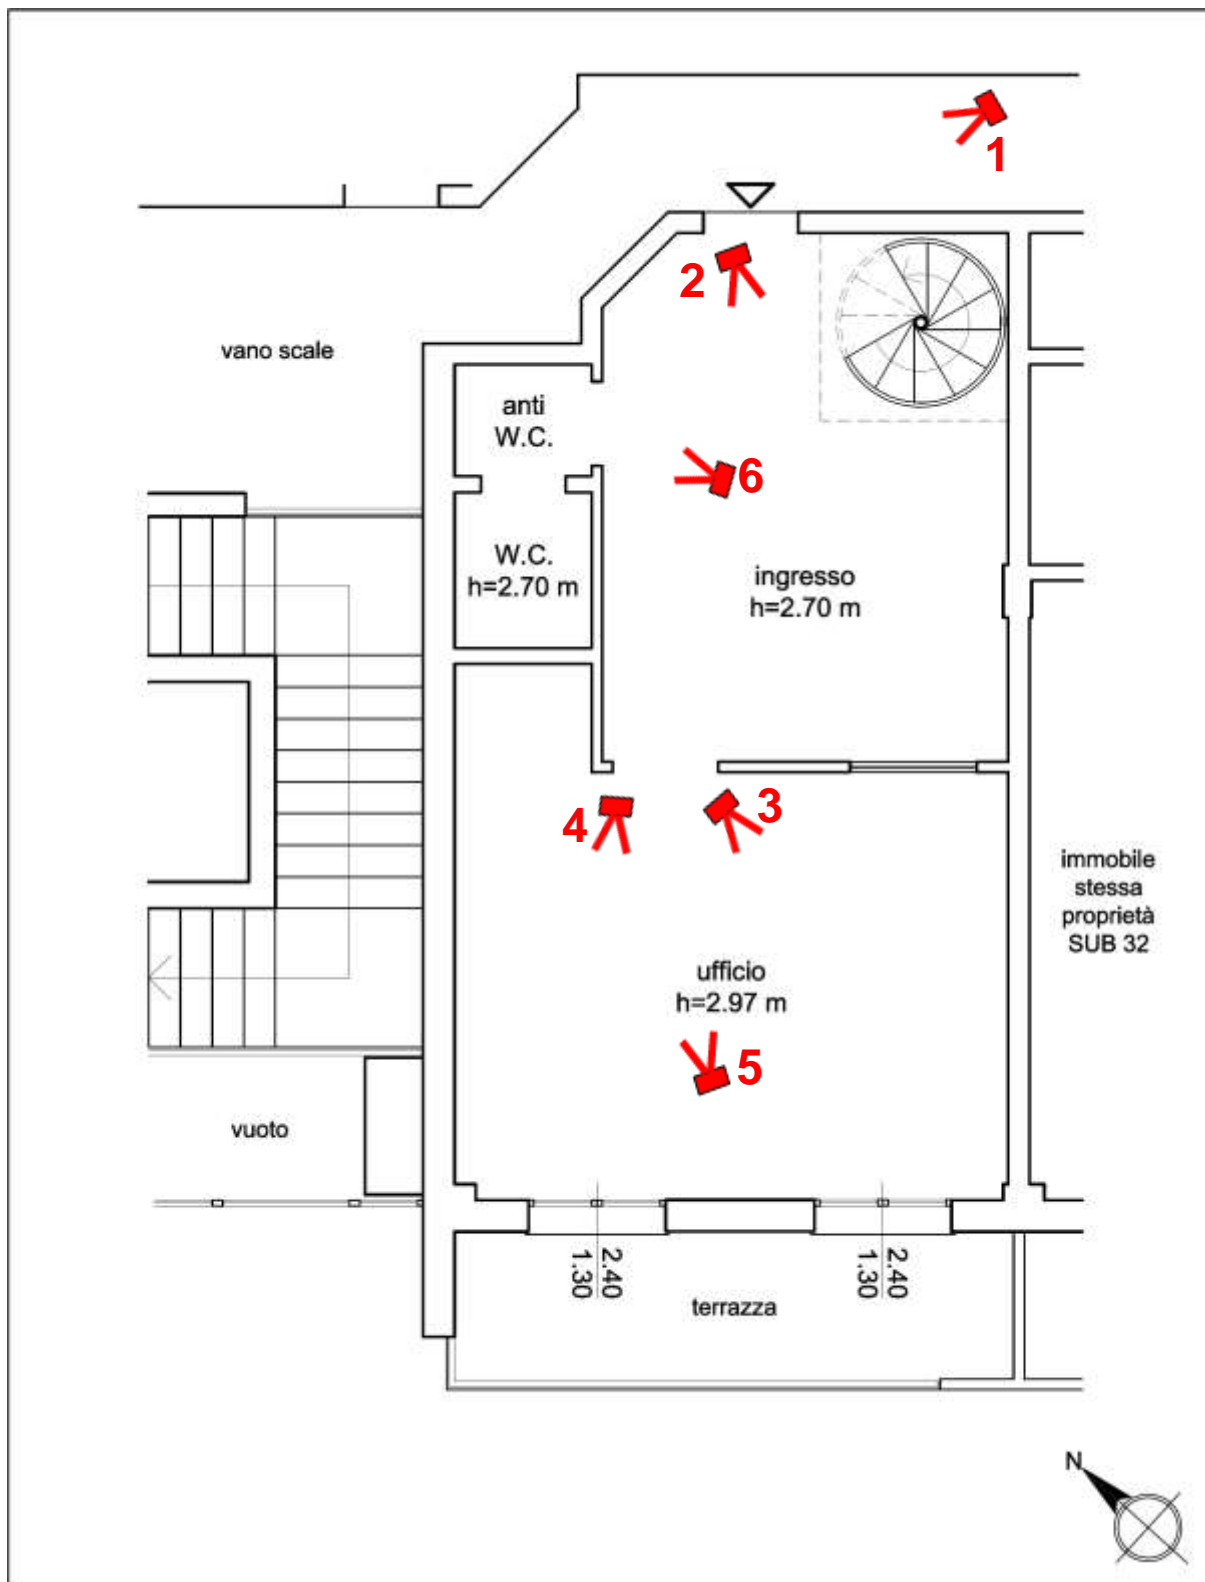 1
2
vano scale
anti
W.C.
6
W.C.
h=2.70 m
ingresso
h=2.70 m
4
3
immobile
stessa
proprietà
SUB 32
ufficio
h=2.97 m
5
vuoto
2.40
1.30
2.40
1.30
terrazza
N